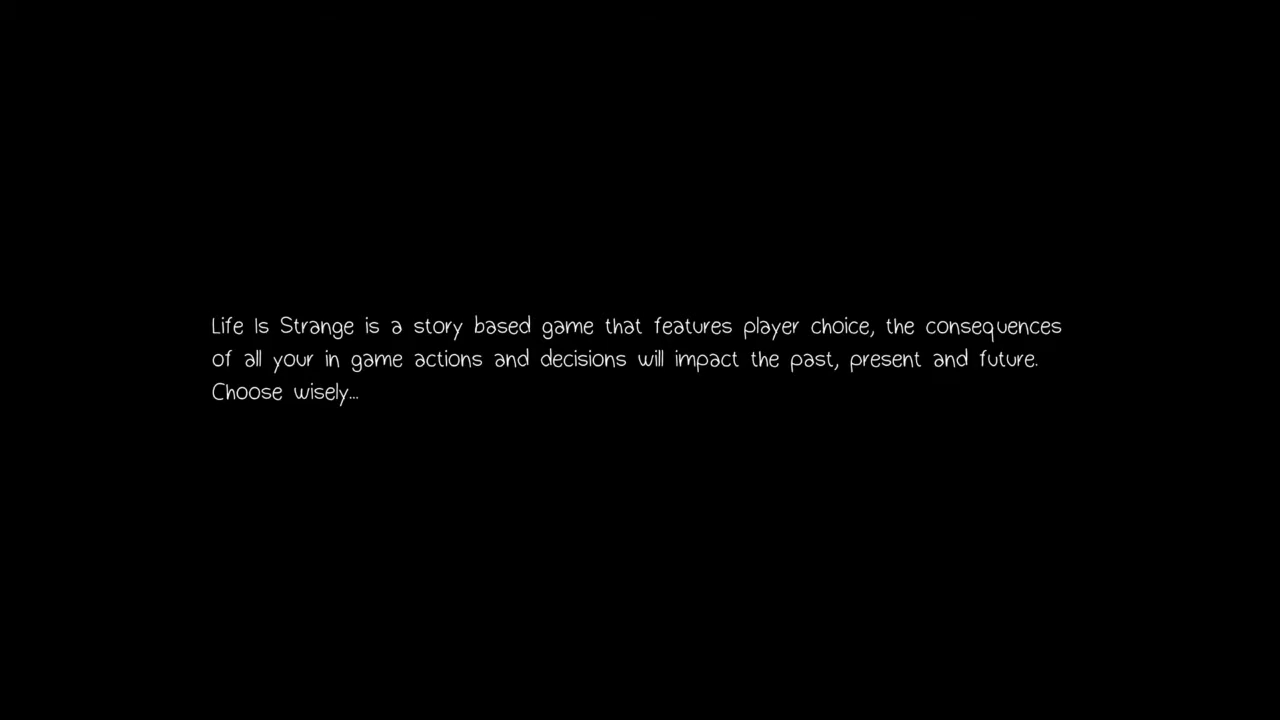 Life Is Strange is a story based game that features player choice, the consequences
of all your in game actions and decisions will impact the past, present and future.
Choose wisely...